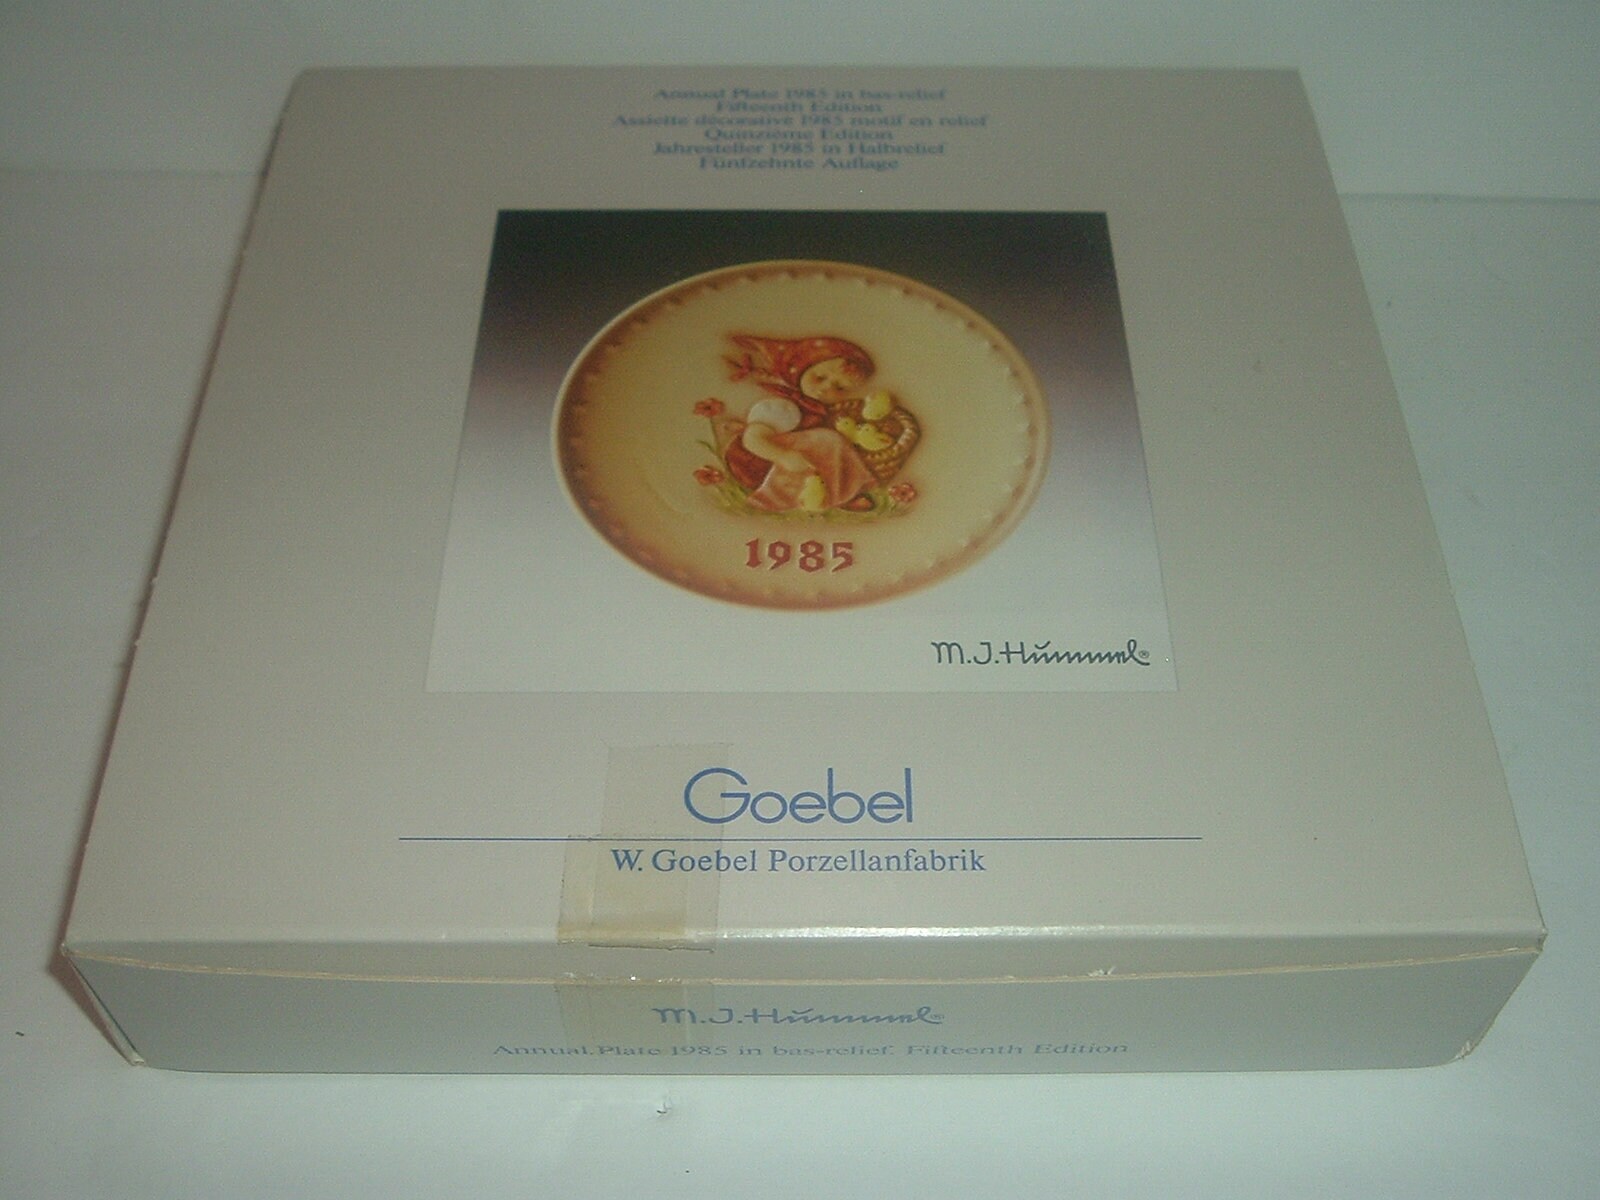 Annual Plate 1985 in bas-relief
Fifteenth Edition
Assiette décorative 1985 motif en relief
Quinzième Edition
Jahresteller 1985 in Halbrelief
Fünfzehnte Auflage
1985
M.J.Hummel®
Goebel
W. Goebel Porzellanfabrik
M.J.Hummel®
Annual Plate 1985 in bas-relief. Fifteenth Edition